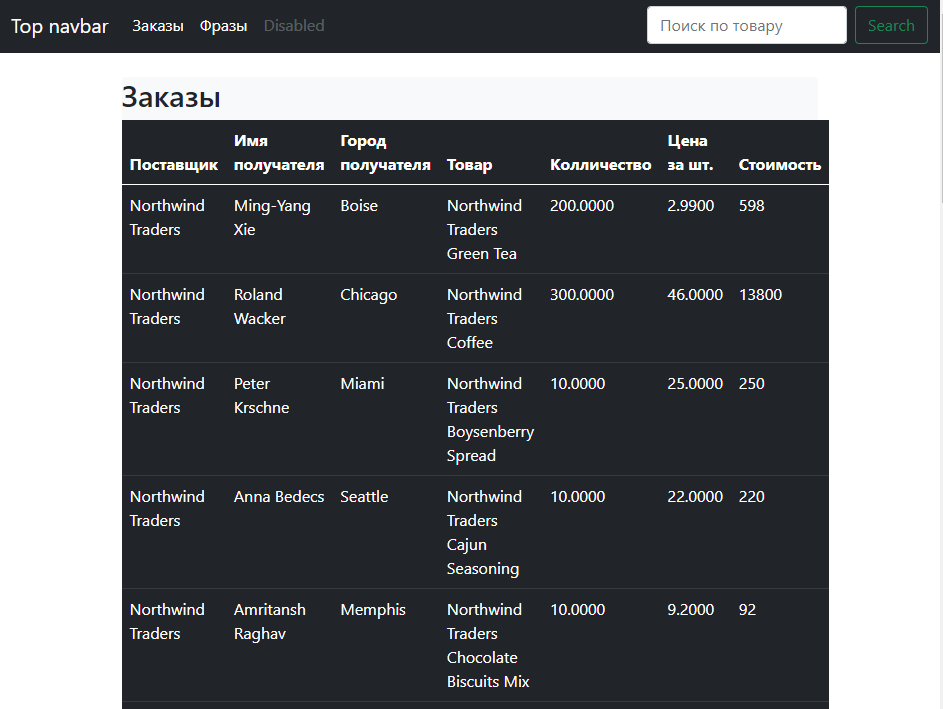 Top navbar Заказы Фразы Disabled Поиск по товару Search
Заказы
Поставщик Имя получателя Город получателя Товар Колличество Цена за шт. Стоимость
Northwind Traders Ming-Yang Xie Boise Northwind Traders Green Tea 200.0000 2.9900 598
Northwind Traders Roland Wacker Chicago Northwind Traders Coffee 300.0000 46.0000 13800
Northwind Traders Peter Krschne Miami Northwind Traders Boysenberry Spread 10.0000 25.0000 250
Northwind Traders Anna Bedecs Seattle Northwind Traders Cajun Seasoning 10.0000 22.0000 220
Northwind Traders Amritansh Raghav Memphis Northwind Traders Chocolate Biscuits Mix 10.0000 9.2000 92